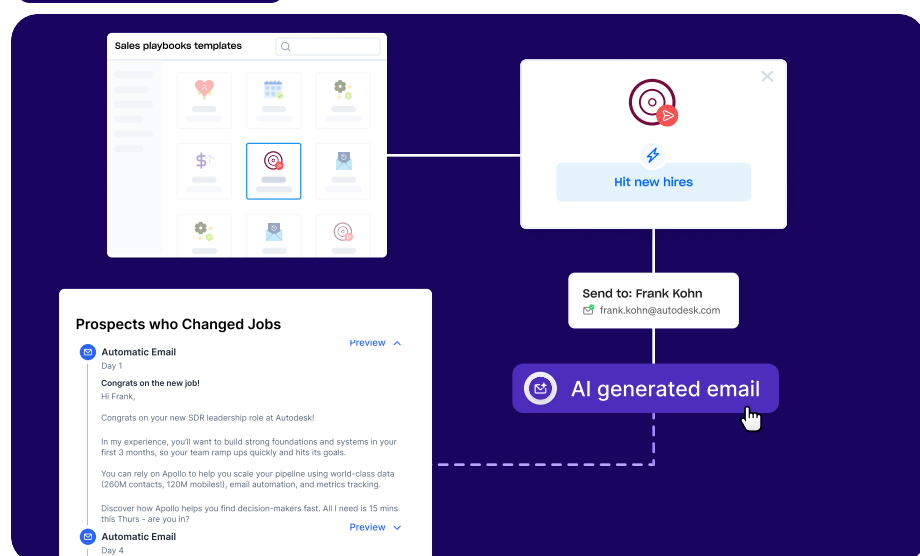 Sales playbooks templates
Hit new hires
Send to: Frank Kohn
frank.kohn@autodesk.com
AI generated email
Prospects who Changed Jobs
Preview
Automatic Email
Day 1
Congrats on the new job!
Hi Frank,
Congrats on your new SDR leadership role at Autodesk!
In my experience, you'll want to build strong foundations and systems in your
first 3 months, so your team ramp ups quickly and hits its goals.
You can rely on Apollo to help you scale your pipeline using world-class data
(260M contacts, 120M mobiles!), email automation, and metrics tracking.
Discover how Apollo helps you find decision-makers fast. All I need is 15 mins
this Thurs - are you in?
Preview
Automatic Email
Day 4